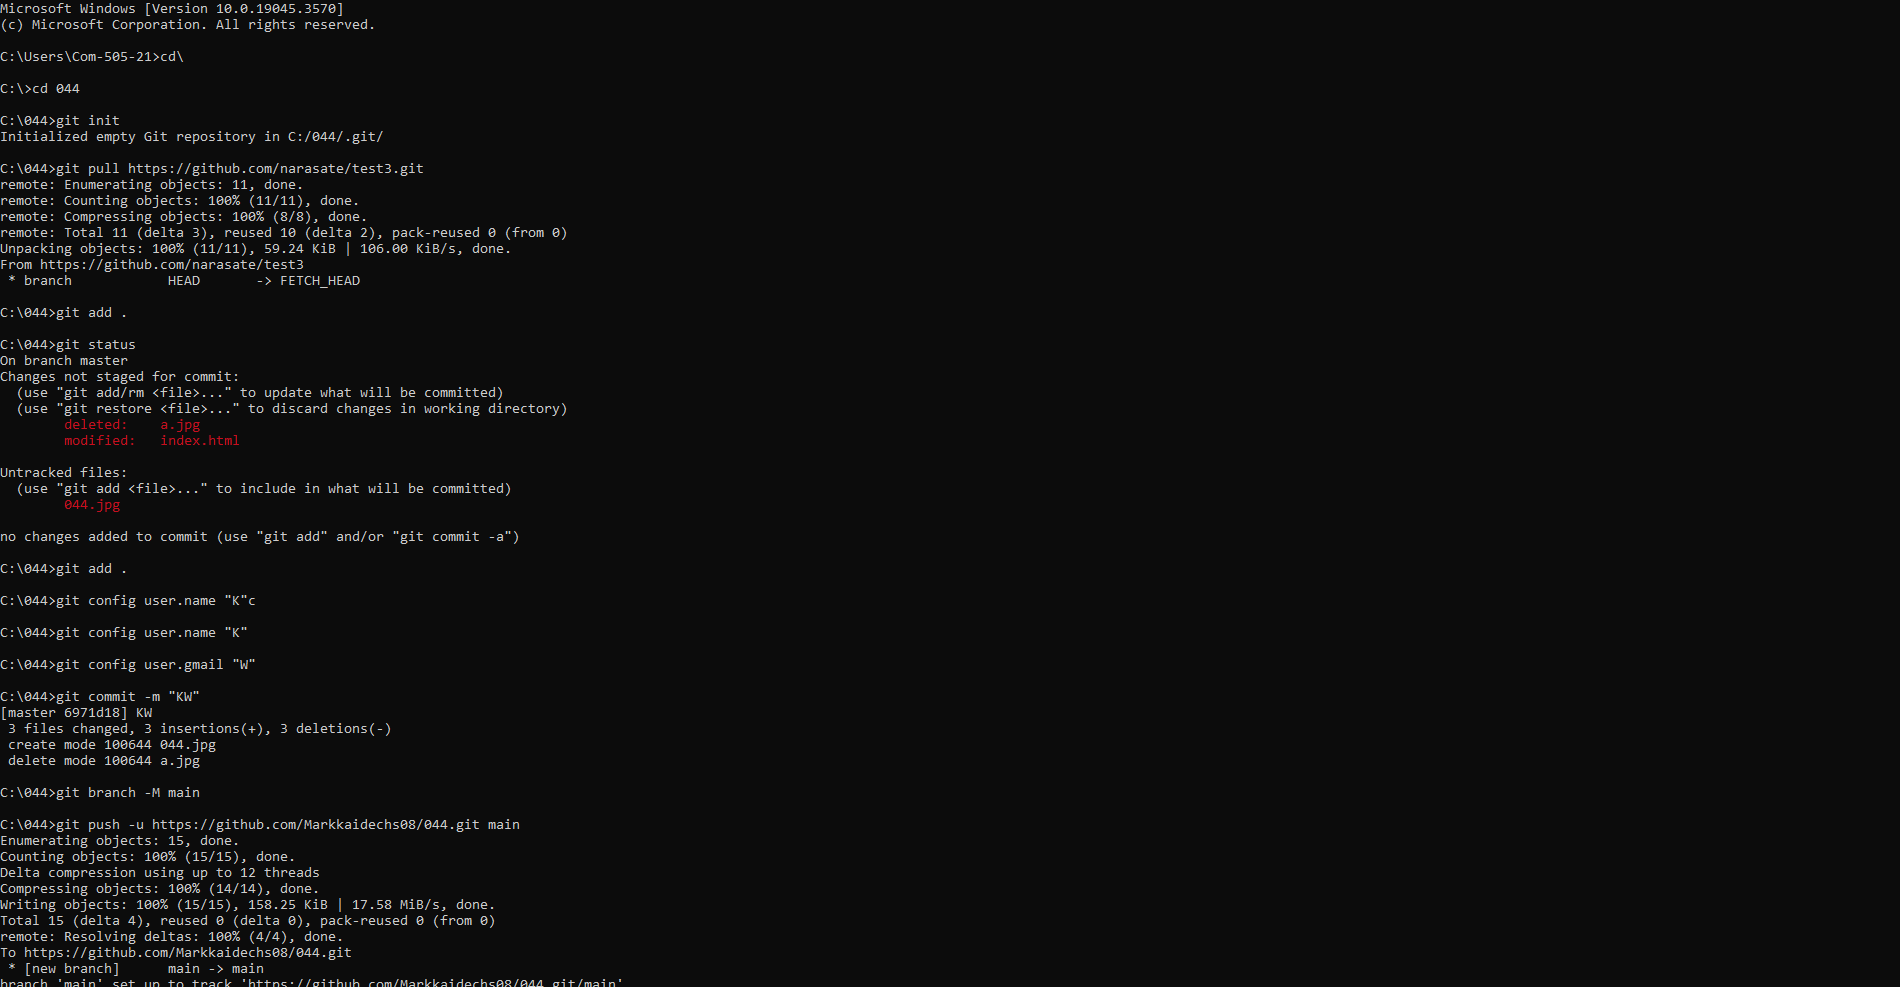 Microsoft Windows [Version 10.0.19045.3570]
(c) Microsoft Corporation. All rights reserved.
C:\Users\Com-505-21>cd\
C:\>cd 044
C:\044>git init
Initialized empty Git repository in C:/044/.git/
C:\044>git pull https://github.com/narasate/test3.git
remote: Enumerating objects: 11, done.
remote: Counting objects: 100% (11/11), done.
remote: Compressing objects: 100% (8/8), done.
remote: Total 11 (delta 3), reused 10 (delta 2), pack-reused 0 (from 0)
Unpacking objects: 100% (11/11), 59.24 KiB | 106.00 KiB/s, done.
From https://github.com/narasate/test3
 * branch            HEAD       -> FETCH_HEAD
C:\044>git add .
C:\044>git status
On branch master
Changes not staged for commit:
  (use "git add/rm <file>..." to update what will be committed)
  (use "git restore <file>..." to discard changes in working directory)
        deleted:    a.jpg
        modified:   index.html
Untracked files:
  (use "git add <file>..." to include in what will be committed)
        044.jpg
no changes added to commit (use "git add" and/or "git commit -a")
C:\044>git add .
C:\044>git config user.name "K"c
C:\044>git config user.name "K"
C:\044>git config user.gmail "W"
C:\044>git commit -m "KW"
[master 6971d18] KW
 3 files changed, 3 insertions(+), 3 deletions(-)
 create mode 100644 044.jpg
 delete mode 100644 a.jpg
C:\044>git branch -M main
C:\044>git push -u https://github.com/Markkaidechs08/044.git main
Enumerating objects: 15, done.
Counting objects: 100% (15/15), done.
Delta compression using up to 12 threads
Compressing objects: 100% (14/14), done.
Writing objects: 100% (15/15), 158.25 KiB | 17.58 MiB/s, done.
Total 15 (delta 4), reused 0 (delta 0), pack-reused 0 (from 0)
remote: Resolving deltas: 100% (4/4), done.
To https://github.com/Markkaidechs08/044.git
 * [new branch]      main -> main
branch 'main' set up to track 'https://github.com/Markkaidechs08/044.git/main'